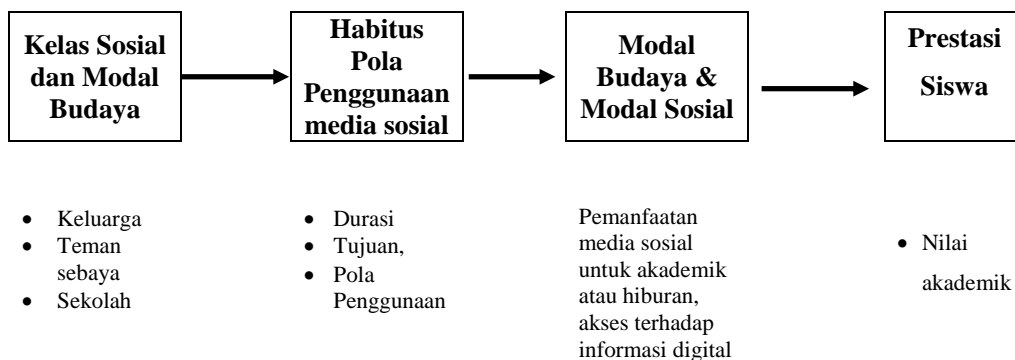 Kelas Sosial
dan Modal
Budaya
Habitus
Pola
Penggunaan
media sosial
Modal
Budaya &
Modal Sosial
Prestasi
Siswa
• Keluarga
• Teman
sebaya
• Sekolah
• Durasi
• Tujuan,
• Pola
Penggunaan
Pemanfaatan
media sosial
untuk akademik
atau hiburan,
akses terhadap
informasi digital
• Nilai
akademik